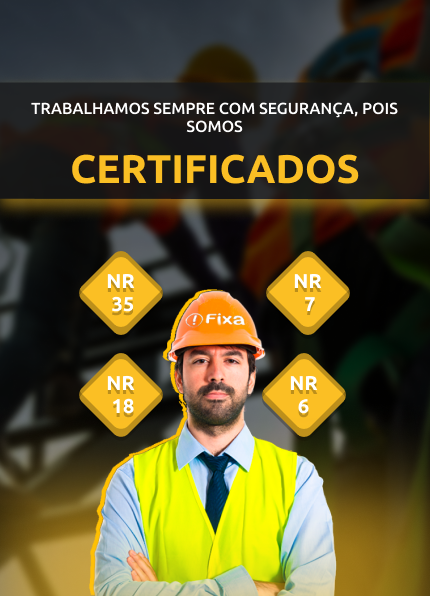 TRABALHAMOS SEMPRE COM SEGURANÇA, POIS
SOMOS
CERTIFICADOS
NR
35
NR
7
Fixa
NR
18
NR
6